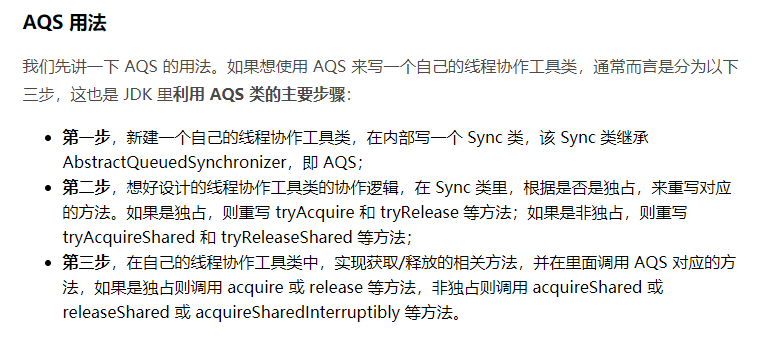 AQS 用法
我们先讲一下 AQS 的用法。如果想使用 AQS 来写一个自己的线程协作工具类，通常而言是分为以下
三步，这也是 JDK 里利用 AQS 类的主要步骤：
• 第一步，新建一个自己的线程协作工具类，在内部写一个 Sync 类，该 Sync 类继承
AbstractQueuedSynchronizer，即 AQS；
• 第二步，想好设计的线程协作工具类的协作逻辑，在 Sync 类里，根据是否是独占，来重写对应
的方法。如果是独占，则重写 tryAcquire 和 tryRelease 等方法；如果是非独占，则重写
tryAcquireShared 和 tryReleaseShared 等方法；
• 第三步，在自己的线程协作工具类中，实现获取/释放的相关方法，并在里面调用 AQS 对应的方
法，如果是独占则调用 acquire 或 release 等方法，非独占则调用 acquireShared 或
releaseShared 或 acquireSharedInterruptibly 等方法。